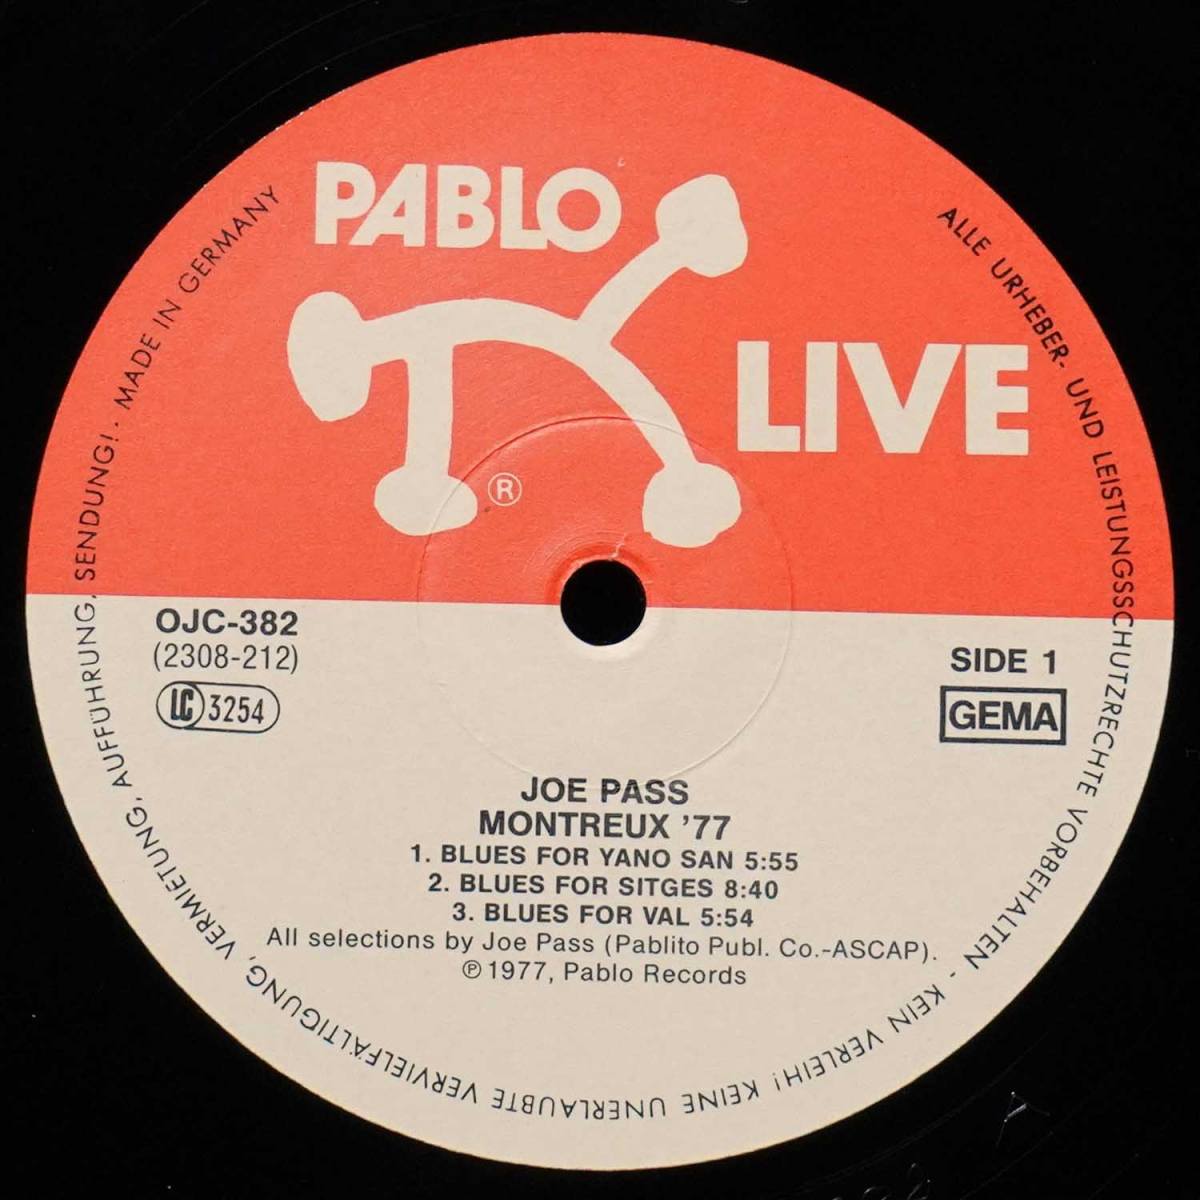 PABLO
LIVE
®
OJC-382
(2308-212)
LC 3254
SIDE 1
GEMA
JOE PASS
MONTREUX '77
1. BLUES FOR YANO SAN 5:55
2. BLUES FOR SITGES 8:40
3. BLUES FOR VAL 5:54
All selections by Joe Pass (Pablito Publ. Co.-ASCAP).
℗ 1977, Pablo Records
ALLE URHEBER- UND LEISTUNGSSCHUTZRECHTE VORBEHALTEN - KEIN VERLEIH! KEINE UNERLAUBTE VERVIELFÄLTIGUNG, VERMIETUNG, AUFFÜHRUNG, SENDUNG! · MADE IN GERMANY
A